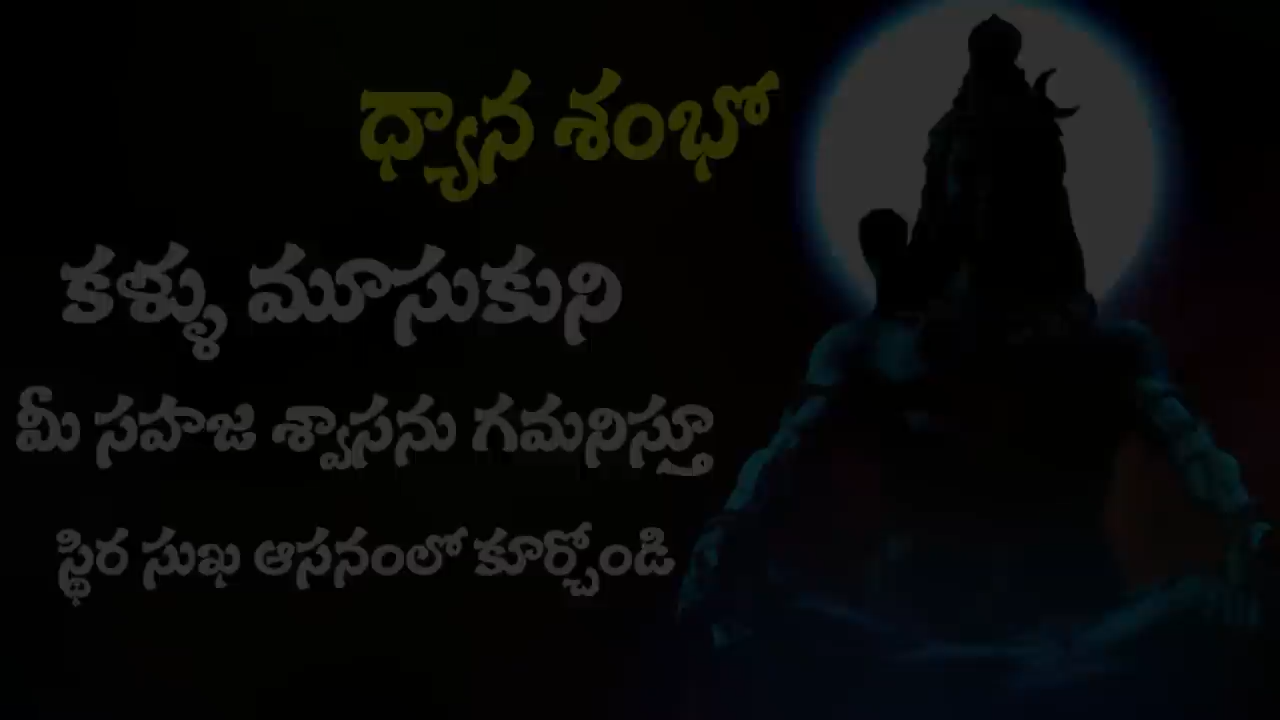 ధ్యాన శంభో
కళ్ళు మూసుకుని
మీ సహజ శ్వాసను గమనిస్తూ
స్థిర సుఖ ఆసనంలో కూర్చోండి